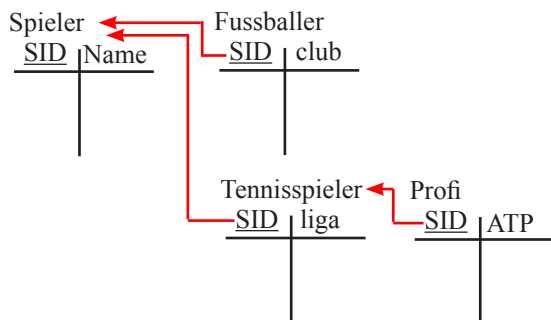 Spieler
SID Name
Fussballer
SID club
Tennisspieler
SID liga
Profi
SID ATP